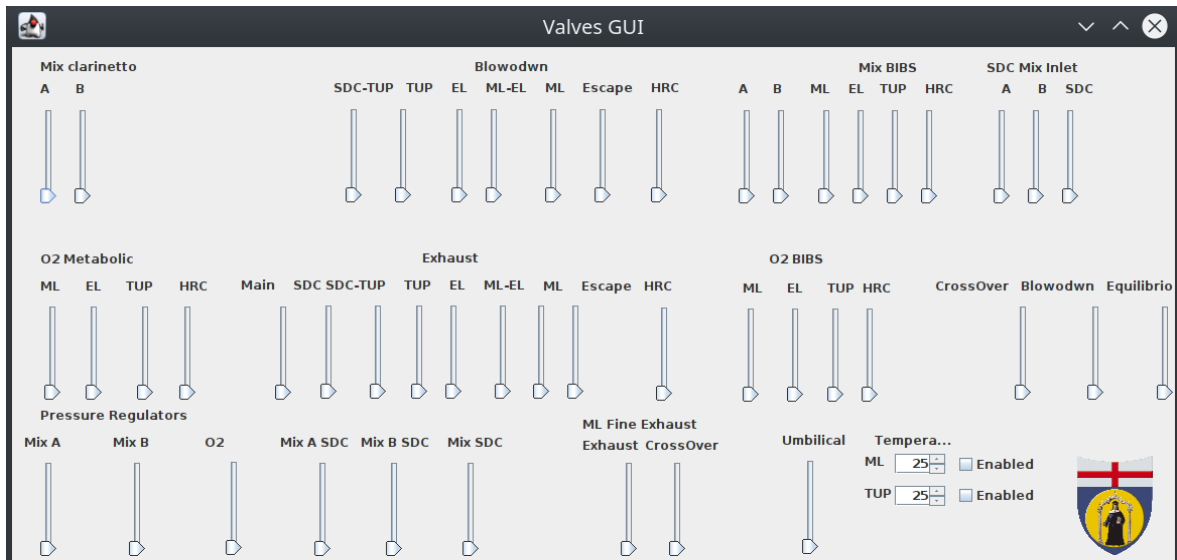 Valves GUI
Mix clarinetto Blowodwn Mix BIBS SDC Mix Inlet
A B SDC-TUP TUP EL ML-EL ML Escape HRC A B ML EL TUP HRC A B SDC
O2 Metabolic Exhaust O2 BIBS
ML EL TUP HRC Main SDC SDC-TUP TUP EL ML-EL ML Escape HRC ML EL TUP HRC CrossOver Blowodwn Equilibrio
Pressure Regulators ML Fine Exhaust
Mix A Mix B O2 Mix A SDC Mix B SDC Mix SDC Exhaust CrossOver Umbilical Tempera...
ML 25 Enabled
TUP 25 Enabled